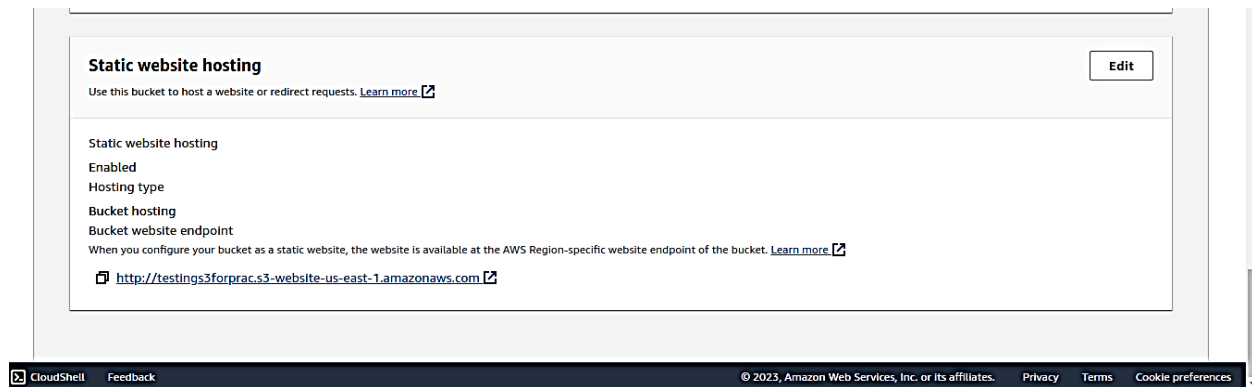 Static website hosting
Edit
Use this bucket to host a website or redirect requests. Learn more
Static website hosting
Enabled
Hosting type
Bucket hosting
Bucket website endpoint
When you configure your bucket as a static website, the website is available at the AWS Region-specific website endpoint of the bucket. Learn more
http://testings3forprac.s3-website-us-east-1.amazonaws.com
CloudShell Feedback © 2023, Amazon Web Services, Inc. or its affiliates. Privacy Terms Cookie preferences